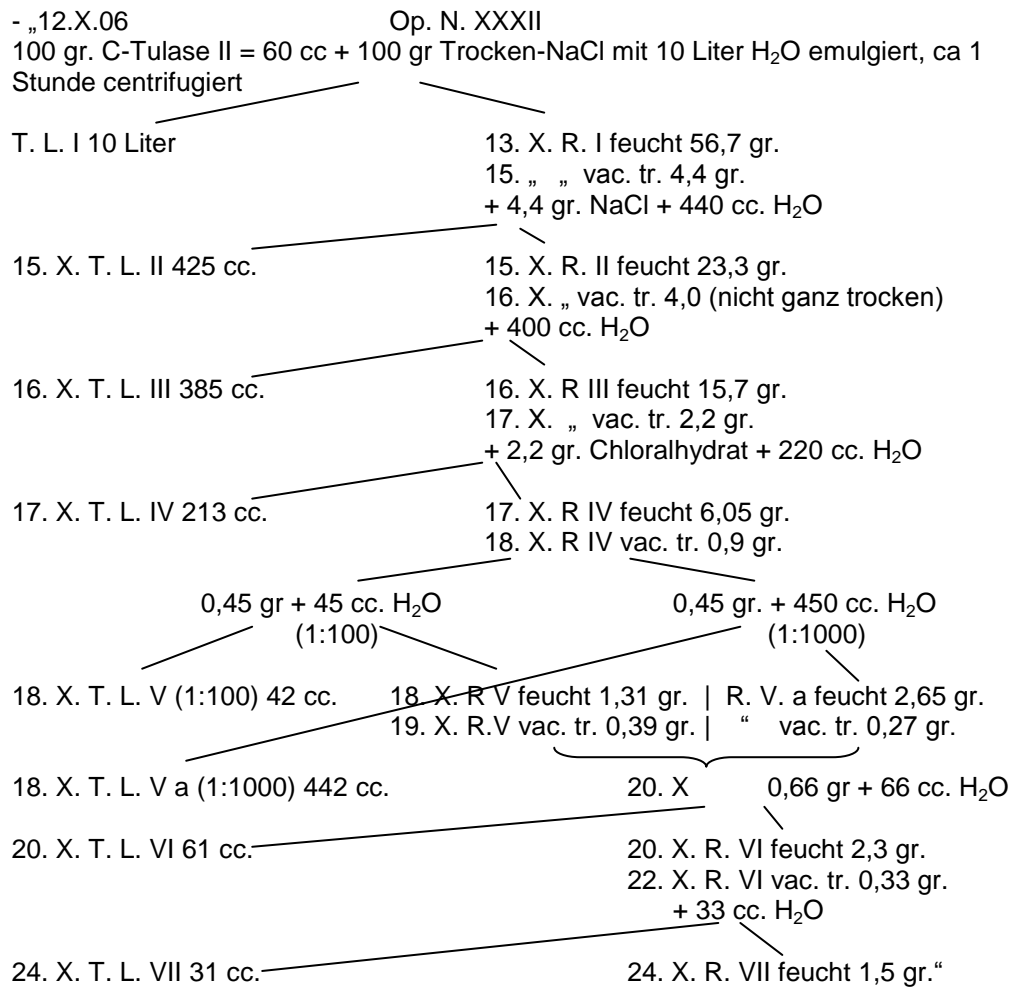 - „12.X.06 Op. N. XXXII
100 gr. C-Tulase II = 60 cc + 100 gr Trocken-NaCl mit 10 Liter H₂O emulgiert, ca 1
Stunde centrifugiert
T. L. I 10 Liter 13. X. R. I feucht 56,7 gr.
15. „ „ vac. tr. 4,4 gr.
+ 4,4 gr. NaCl + 440 cc. H₂O
15. X. T. L. II 425 cc. 15. X. R. II feucht 23,3 gr.
16. X. „ vac. tr. 4,0 (nicht ganz trocken)
+ 400 cc. H₂O
16. X. T. L. III 385 cc. 16. X. R III feucht 15,7 gr.
17. X. „ vac. tr. 2,2 gr.
+ 2,2 gr. Chloralhydrat + 220 cc. H₂O
17. X. T. L. IV 213 cc. 17. X. R IV feucht 6,05 gr.
18. X. R IV vac. tr. 0,9 gr.
0,45 gr + 45 cc. H₂O 0,45 gr. + 450 cc. H₂O
(1:100) (1:1000)
18. X. T. L. V (1:100) 42 cc. 18. X. R V feucht 1,31 gr. | R. V. a feucht 2,65 gr.
19. X. R.V vac. tr. 0,39 gr. | “ vac. tr. 0,27 gr.
18. X. T. L. V a (1:1000) 442 cc. 20. X 0,66 gr + 66 cc. H₂O
20. X. T. L. VI 61 cc. 20. X. R. VI feucht 2,3 gr.
22. X. R. VI vac. tr. 0,33 gr.
+ 33 cc. H₂O
24. X. T. L. VII 31 cc. 24. X. R. VII feucht 1,5 gr.“